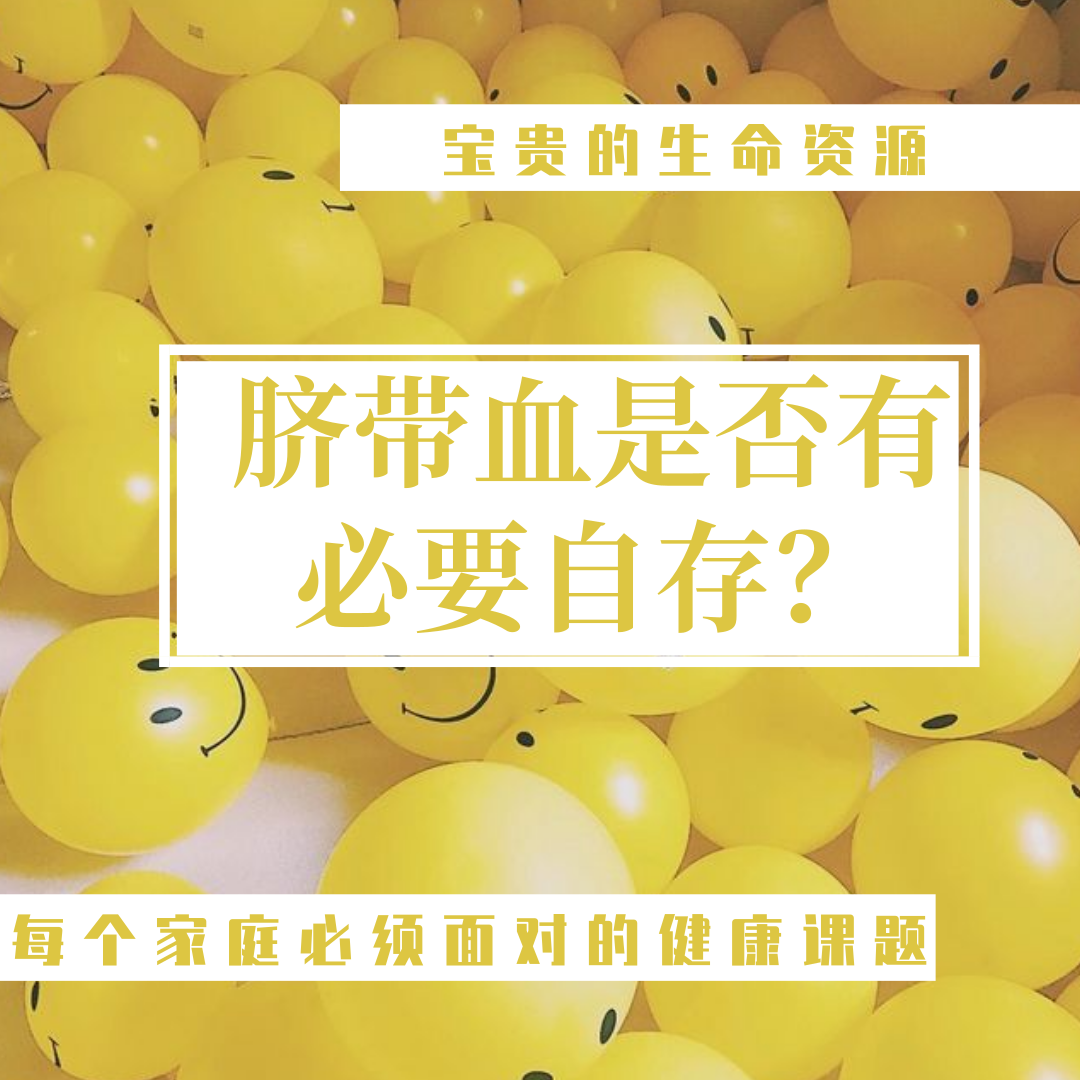 宝贵的生命资源
脐带血是否有
必要自存？
每个家庭必须面对的健康课题